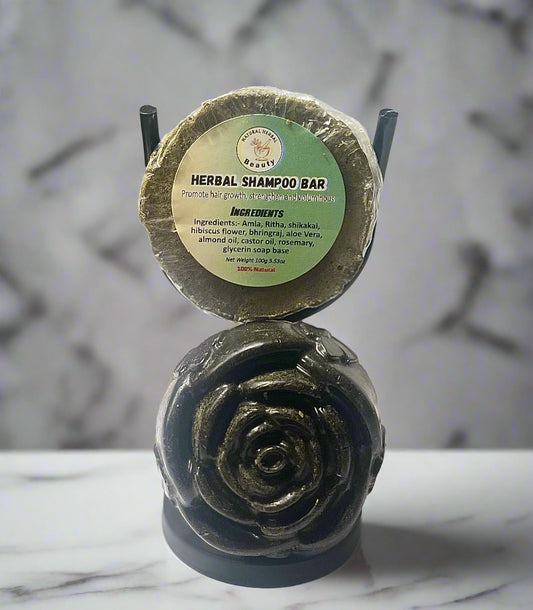 NATURAL HERBAL
Beauty
HERBAL SHAMPOO BAR
Promote hair growth, strengthen and voluminous
INGREDIENTS
Ingredients:- Amla, Ritha, shikakai,
hibiscus flower, bhringraj, aloe Vera,
almond oil, castor oil, rosemary,
glycerin soap base
Net Weight 100g 3.53oz
100% Natural